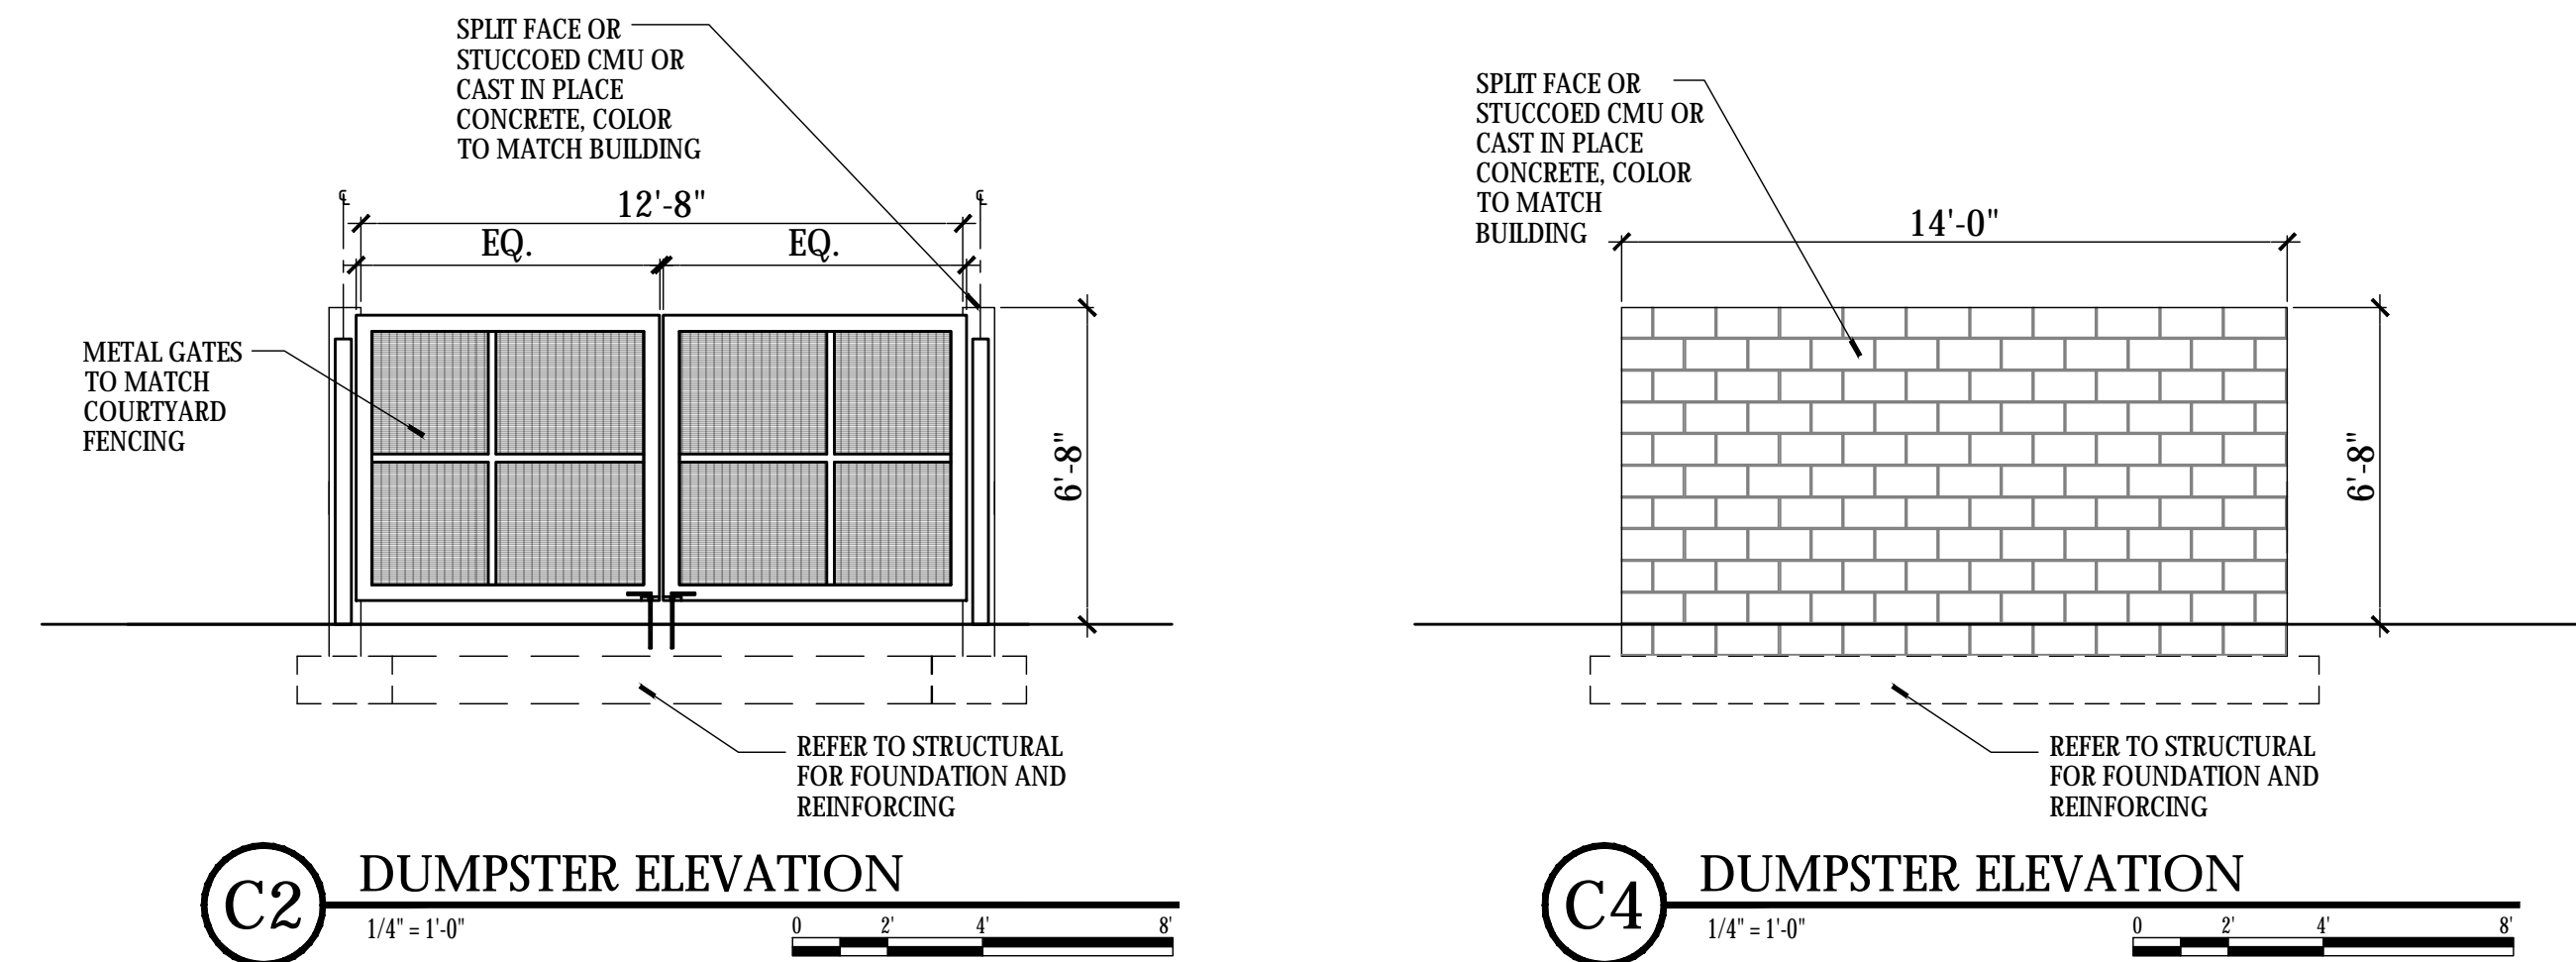 SPLIT FACE OR
STUCCOED CMU OR
CAST IN PLACE
CONCRETE, COLOR
TO MATCH BUILDING
℄
℄
12'-8"
EQ.
EQ.
METAL GATES
TO MATCH
COURTYARD
FENCING
6'-8"
REFER TO STRUCTURAL
FOR FOUNDATION AND
REINFORCING
C2
DUMPSTER ELEVATION
1/4" = 1'-0"
0 2' 4' 8'
SPLIT FACE OR
STUCCOED CMU OR
CAST IN PLACE
CONCRETE, COLOR
TO MATCH
BUILDING
14'-0"
6'-8"
REFER TO STRUCTURAL
FOR FOUNDATION AND
REINFORCING
C4
DUMPSTER ELEVATION
1/4" = 1'-0"
0 2' 4' 8'